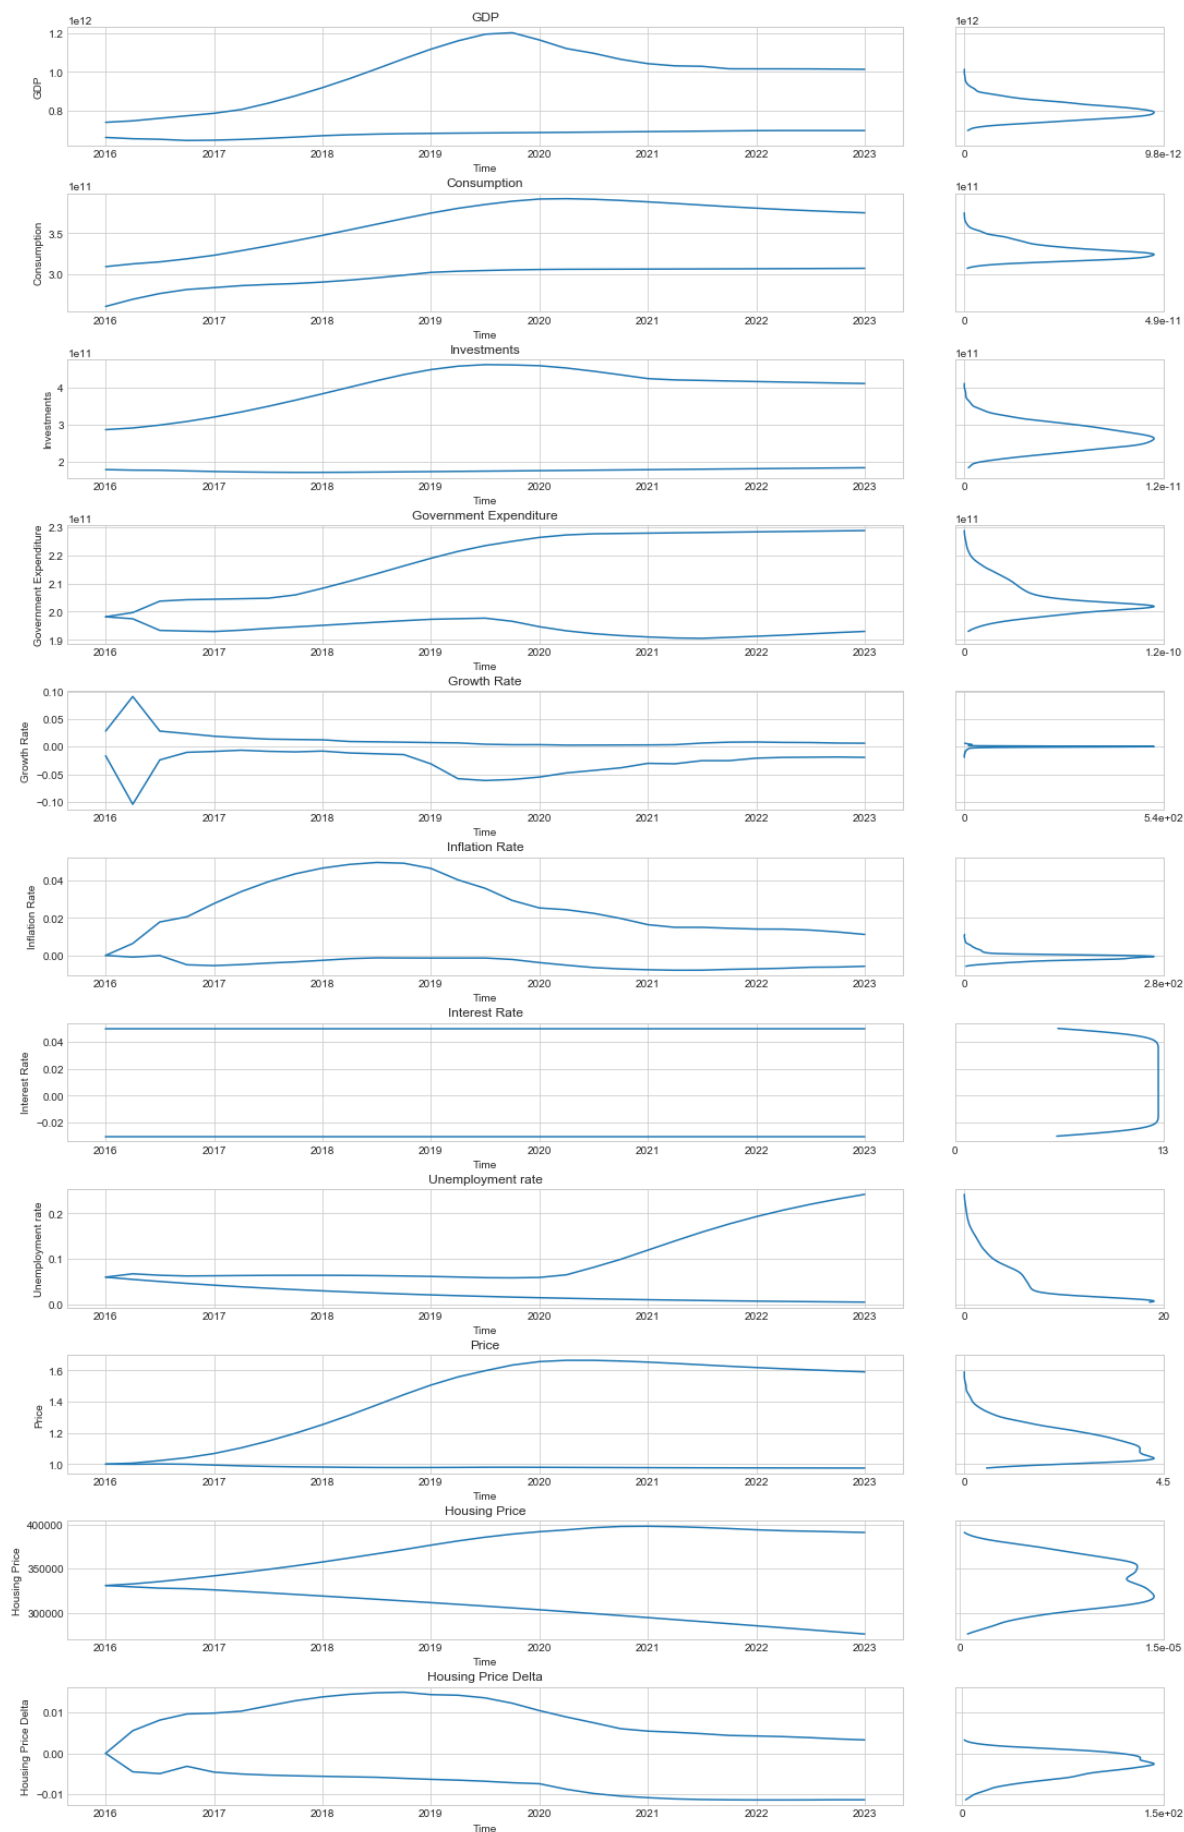 GDP
1e12 1e12
1.2
1.0
0.8
GDP
2016 2017 2018 2019 2020 2021 2022 2023 0 9.8e-12
Time
Consumption
1e11 1e11
3.5
3.0
Consumption
2016 2017 2018 2019 2020 2021 2022 2023 0 4.9e-11
Time
Investments
1e11 1e11
4
3
2
Investments
2016 2017 2018 2019 2020 2021 2022 2023 0 1.2e-11
Time
Government Expenditure
1e11 1e11
2.3
2.2
2.1
2.0
1.9
Government Expenditure
2016 2017 2018 2019 2020 2021 2022 2023 0 1.2e-10
Time
Growth Rate
0.10
0.05
0.00
−0.05
−0.10
Growth Rate
2016 2017 2018 2019 2020 2021 2022 2023 0 5.4e+02
Time
Inflation Rate
0.04
0.02
0.00
Inflation Rate
2016 2017 2018 2019 2020 2021 2022 2023 0 2.8e+02
Time
Interest Rate
0.04
0.02
0.00
−0.02
Interest Rate
2016 2017 2018 2019 2020 2021 2022 2023 0 13
Time
Unemployment rate
0.2
0.1
0.0
Unemployment rate
2016 2017 2018 2019 2020 2021 2022 2023 0 20
Time
Price
1.6
1.4
1.2
1.0
Price
2016 2017 2018 2019 2020 2021 2022 2023 0 4.5
Time
Housing Price
400000
350000
300000
Housing Price
2016 2017 2018 2019 2020 2021 2022 2023 0 1.5e-05
Time
Housing Price Delta
0.01
0.00
−0.01
Housing Price Delta
2016 2017 2018 2019 2020 2021 2022 2023 0 1.5e+02
Time